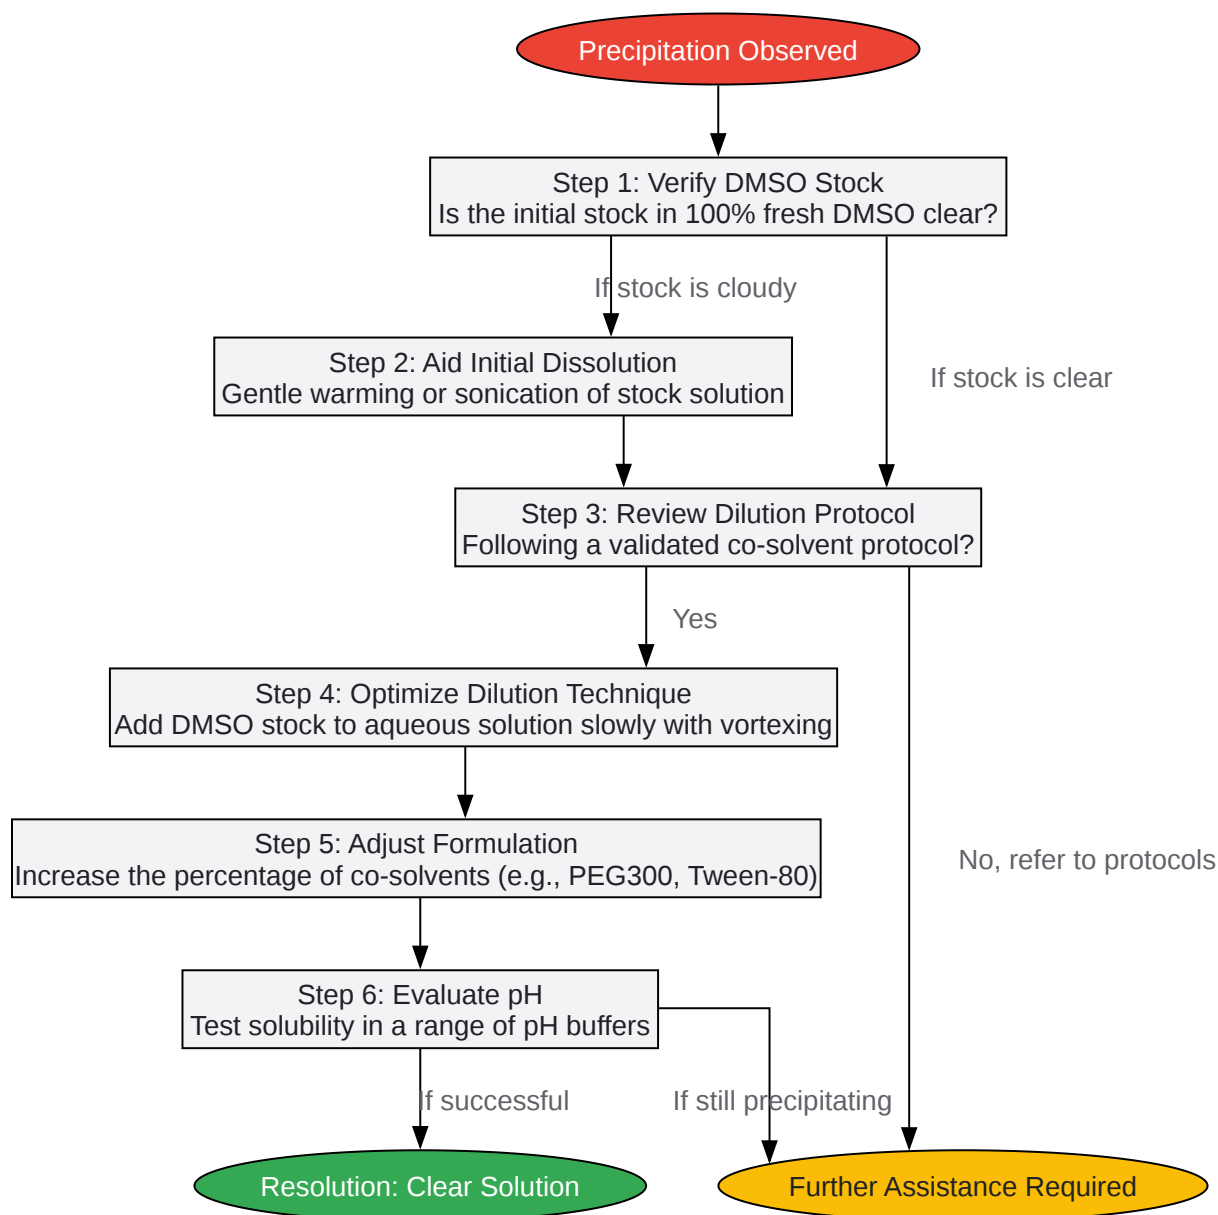 Precipitation Observed
Step 1: Verify DMSO Stock
Is the initial stock in 100% fresh DMSO clear?
If stock is cloudy
Step 2: Aid Initial Dissolution
Gentle warming or sonication of stock solution
If stock is clear
Step 3: Review Dilution Protocol
Following a validated co-solvent protocol?
Yes
Step 4: Optimize Dilution Technique
Add DMSO stock to aqueous solution slowly with vortexing
Step 5: Adjust Formulation
Increase the percentage of co-solvents (e.g., PEG300, Tween-80)
No, refer to protocols
Step 6: Evaluate pH
Test solubility in a range of pH buffers
If successful
If still precipitating
Resolution: Clear Solution
Further Assistance Required